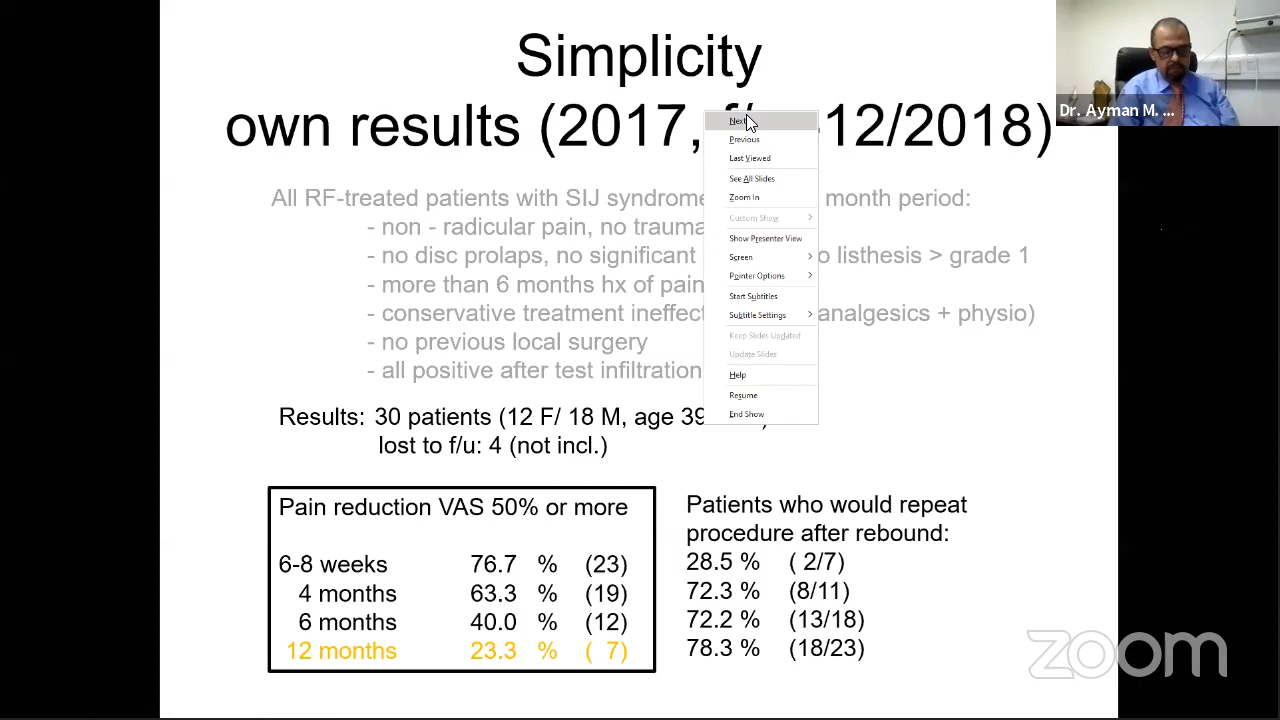 Simplicity
own results (2017, 12/2018)
Dr. Ayman M. ...
All RF-treated patients with SIJ syndrome month period:
- non - radicular pain, no trauma
- no disc prolaps, no significant listhesis > grade 1
- more than 6 months hx of pain
- conservative treatment analgesics + physio)
- no previous local surgery
- all positive after test infiltration
Results: 30 patients (12 F/ 18 M, age 39
lost to f/u: 4 (not incl.)
Next
Previous
Last Viewed
See All Slides
Zoom In
Custom Show
Show Presenter View
Screen
Pointer Options
Start Subtitles
Subtitle Settings
Keep Slides Updated
Update Slides
Help
Resume
End Show
Pain reduction VAS 50% or more
6-8 weeks 76.7 % (23)
4 months 63.3 % (19)
6 months 40.0 % (12)
12 months 23.3 % ( 7)
Patients who would repeat
procedure after rebound:
28.5 % ( 2/7)
72.3 % (8/11)
72.2 % (13/18)
78.3 % (18/23)
zoom